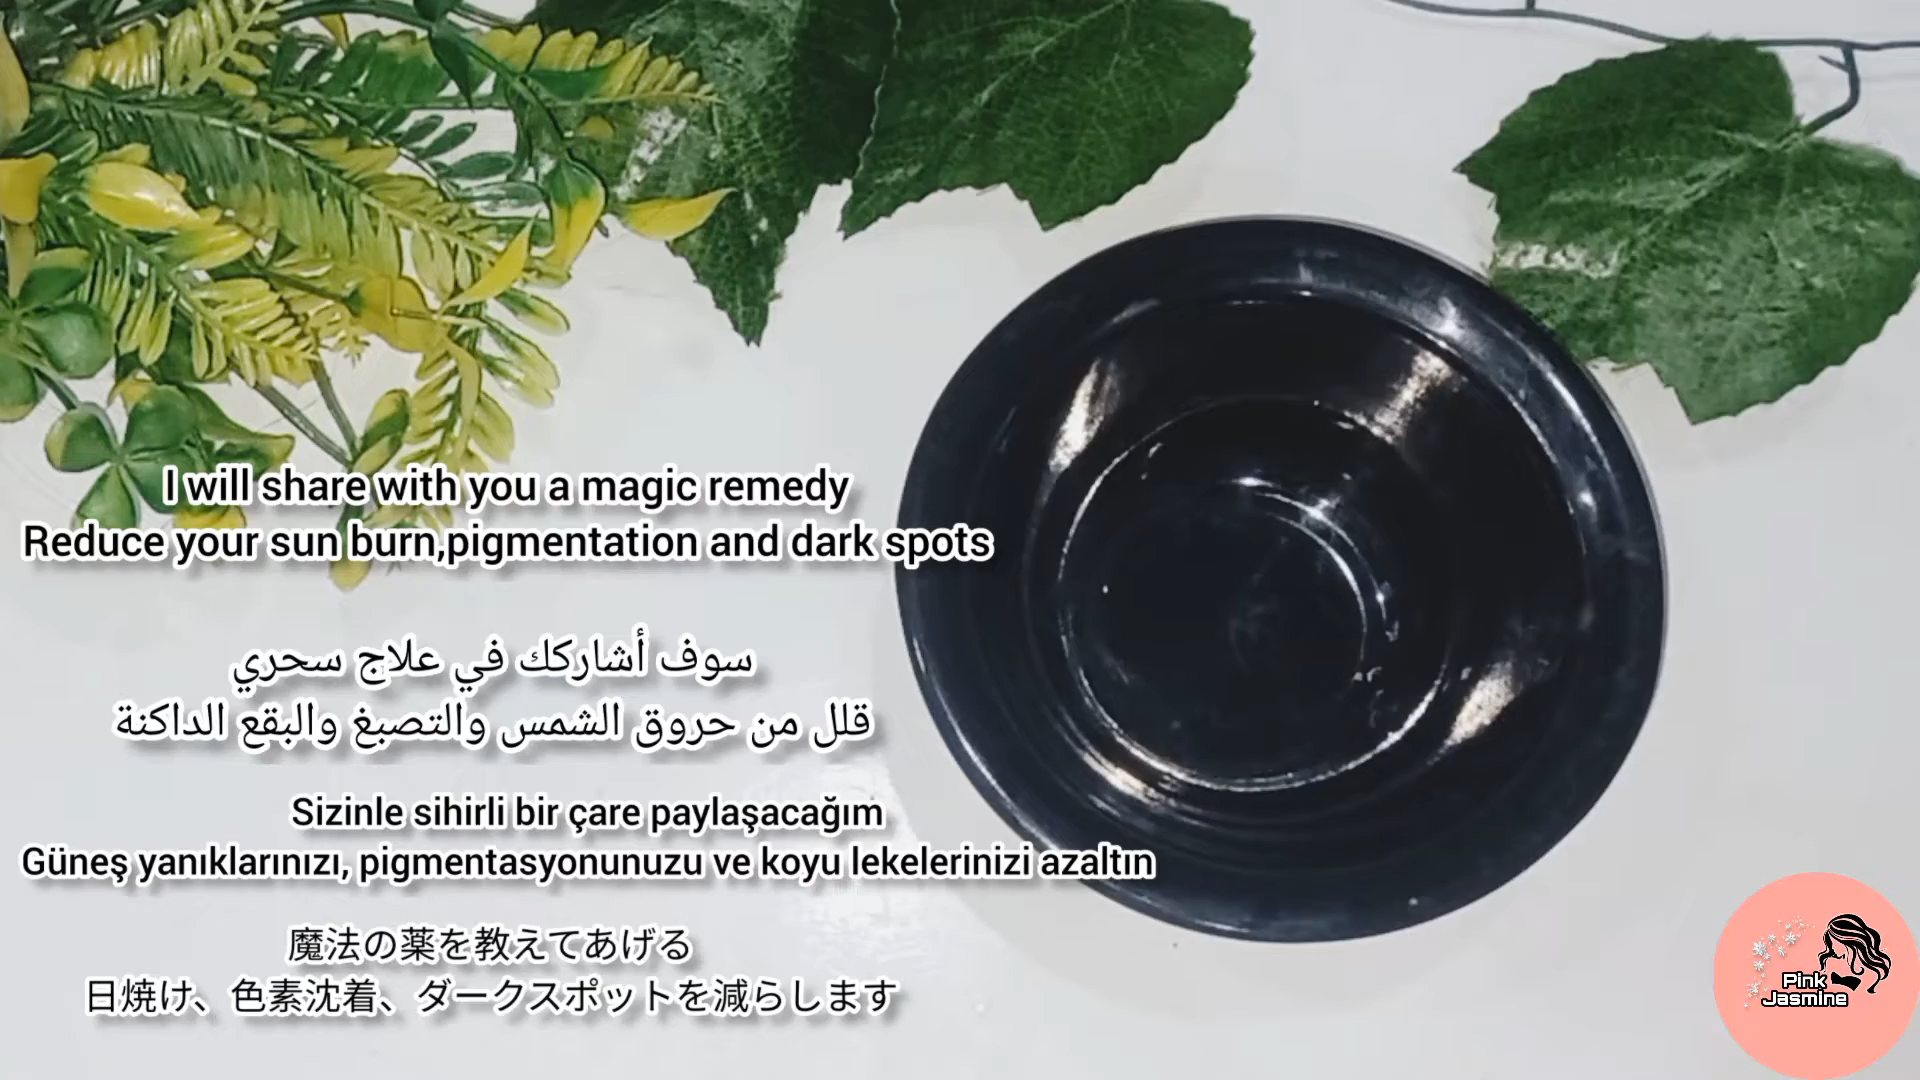 I will share with you a magic remedy
Reduce your sun burn,pigmentation and dark spots
سوف أشاركك في علاج سحري
قلل من حروق الشمس والتصبغ والبقع الداكنة
Sizinle sihirli bir çare paylaşacağım
Güneş yanıklarınızı, pigmentasyonunuzu ve koyu lekelerinizi azaltın
魔法の薬を教えてあげる
日焼け、色素沈着、ダークスポットを減らします
Pink
Jasmine